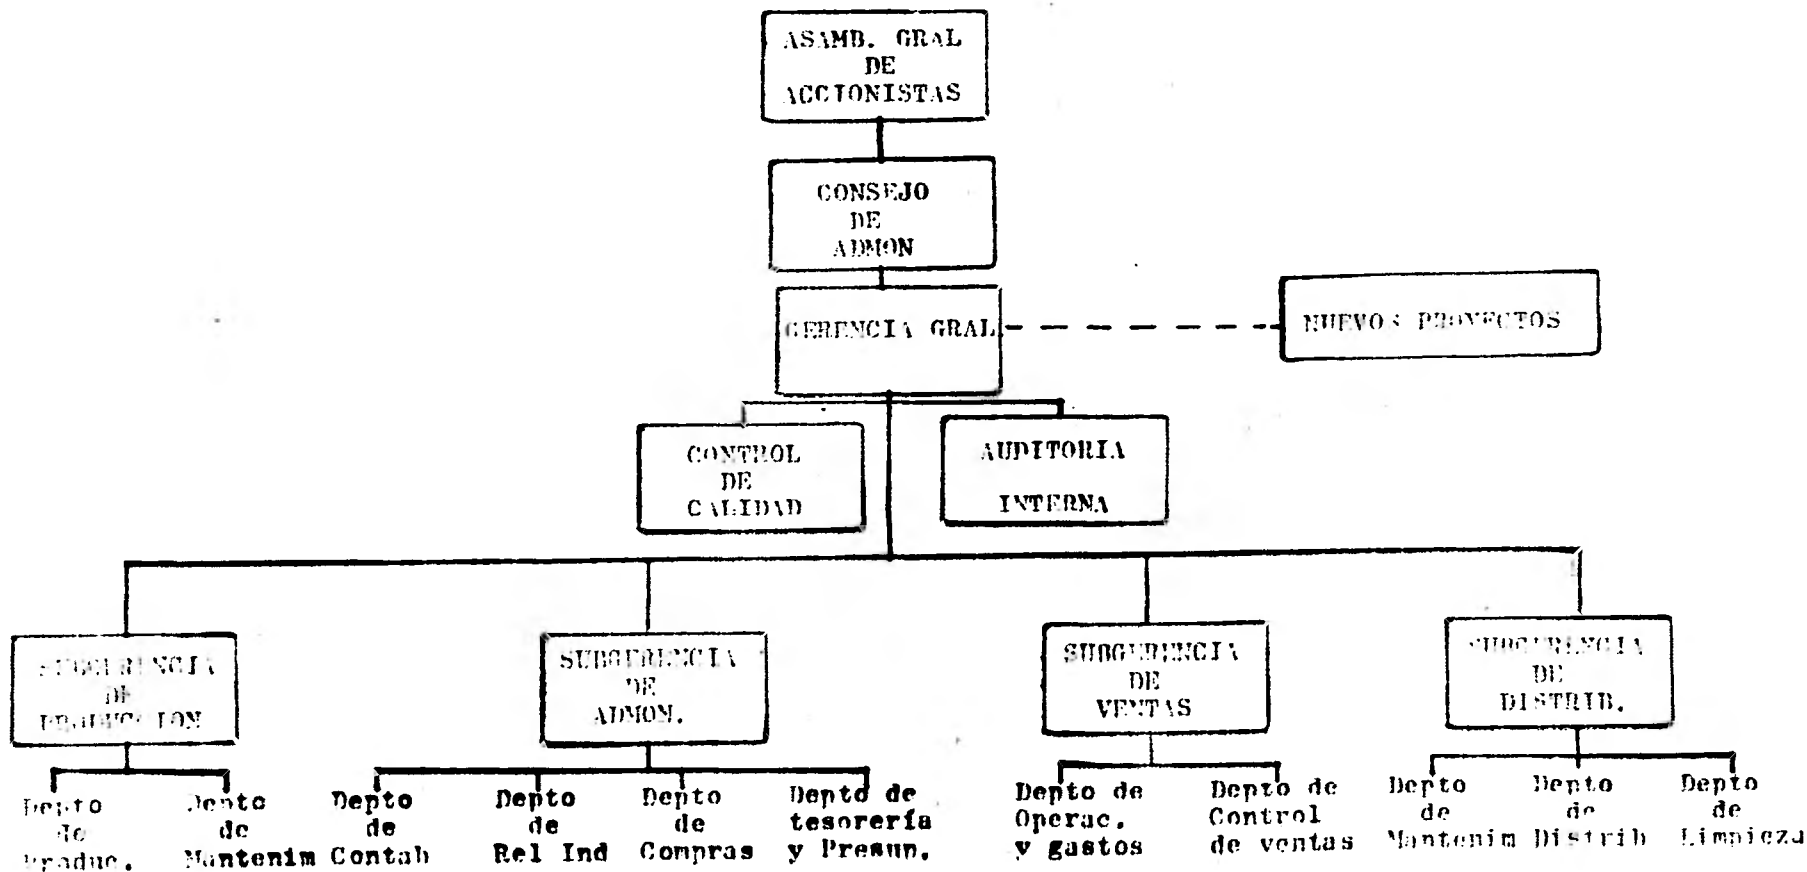 ASAMB. GRAL
DE
ACCIONISTAS
CONSEJO
DE
ADMON
GERENCIA GRAL
NUEVOS PROYECTOS
CONTROL
DE
CALIDAD
AUDITORIA
INTERNA
SUBGERENCIA
DE
PRODUCCION
SUBGERENCIA
DE
ADMON.
SUBGERENCIA
DE
VENTAS
SUBGERENCIA
DE
DISTRIB.
Depto
de
Produc.
Depto
de
Mantenim
Depto
de
Contab
Depto
de
Rel Ind
Depto
de
Compras
Depto de
tesorería
y Presup.
Depto de
Operac.
y gastos
Depto de
Control
de ventas
Depto
de
Mantenim
Depto
de
Distrib
Depto
de
Limpieza